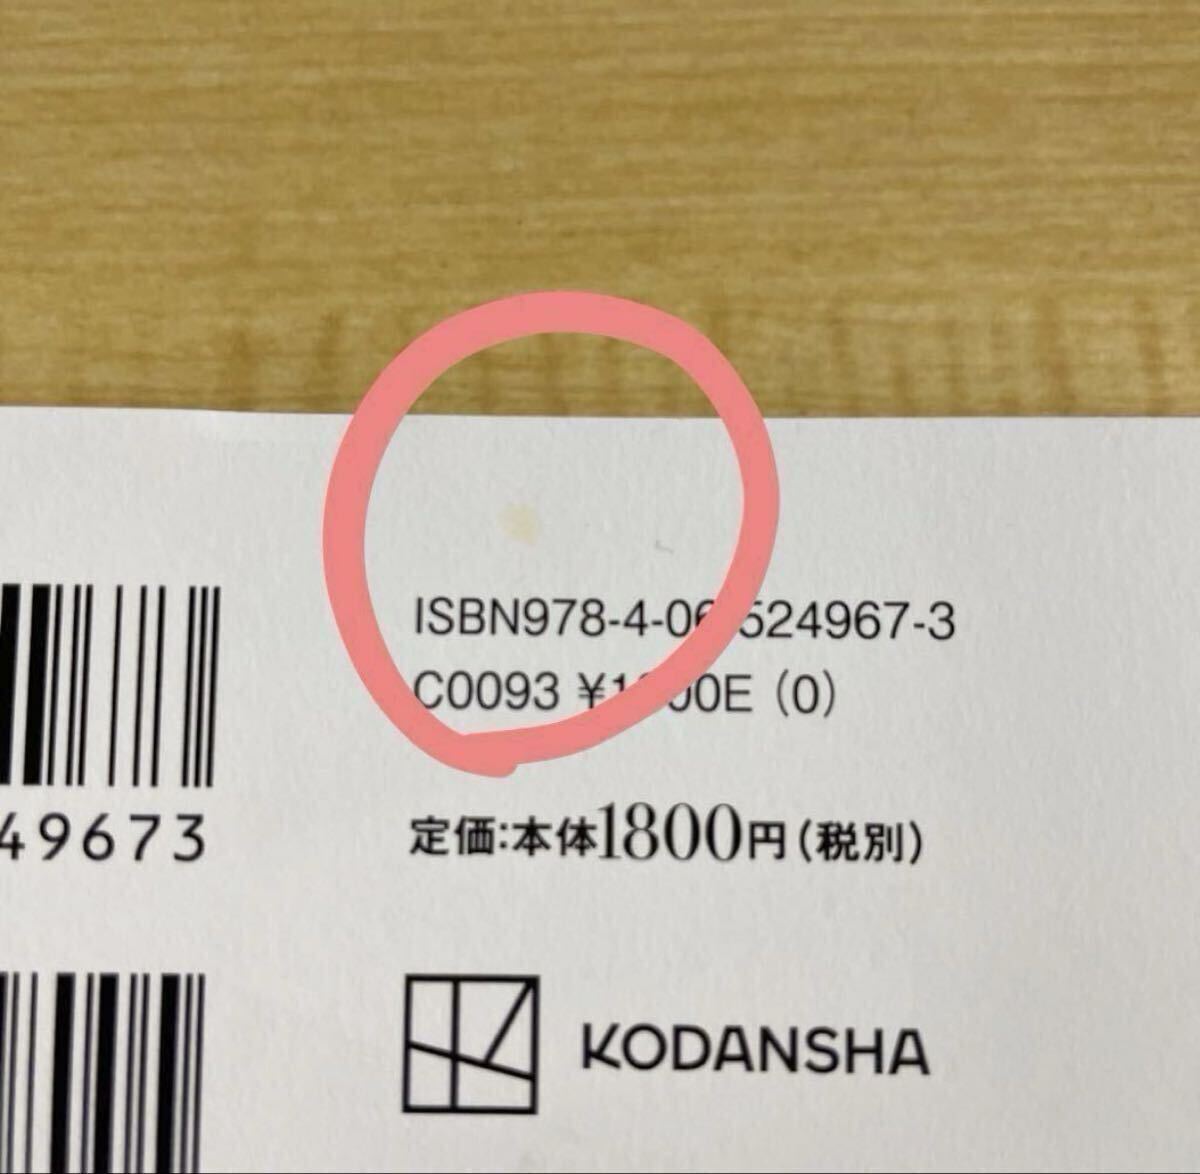 ISBN978-4-06-524967-3
C0093 ¥1800E (0)
49673
定価:本体1800円(税別)
KODANSHA